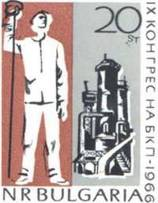 20
ST
IX КОНГРЕС НА БКП · 1966
NR BULGARIA